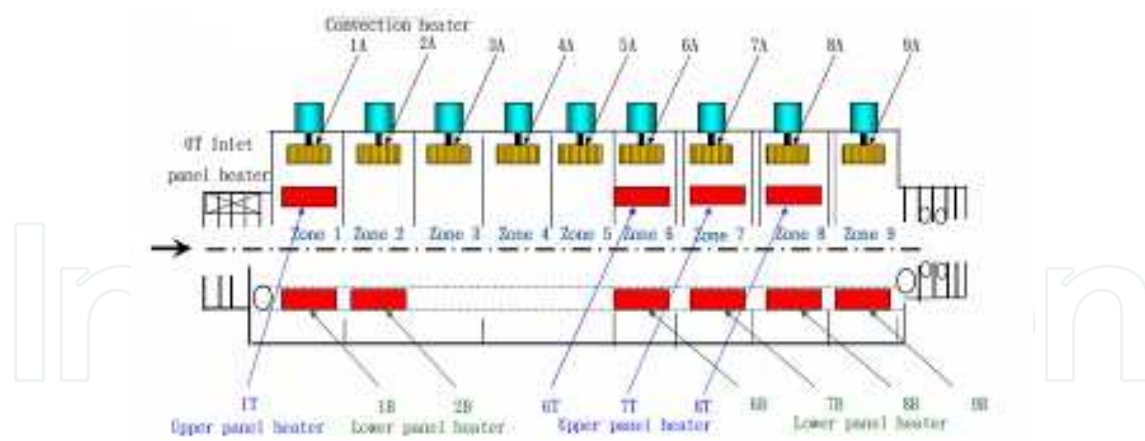 Convection heater
1A 2A 3A 4A 5A 6A 7A 8A 9A
0T Inlet
panel heater
Zone 1 Zone 2 Zone 3 Zone 4 Zone 5 Zone 6 Zone 7 Zone 8 Zone 9
1T 1B 2B 6T 7T 8T 6B 7B 8B 9B
Upper panel heater Lower panel heater Upper panel heater Lower panel heater